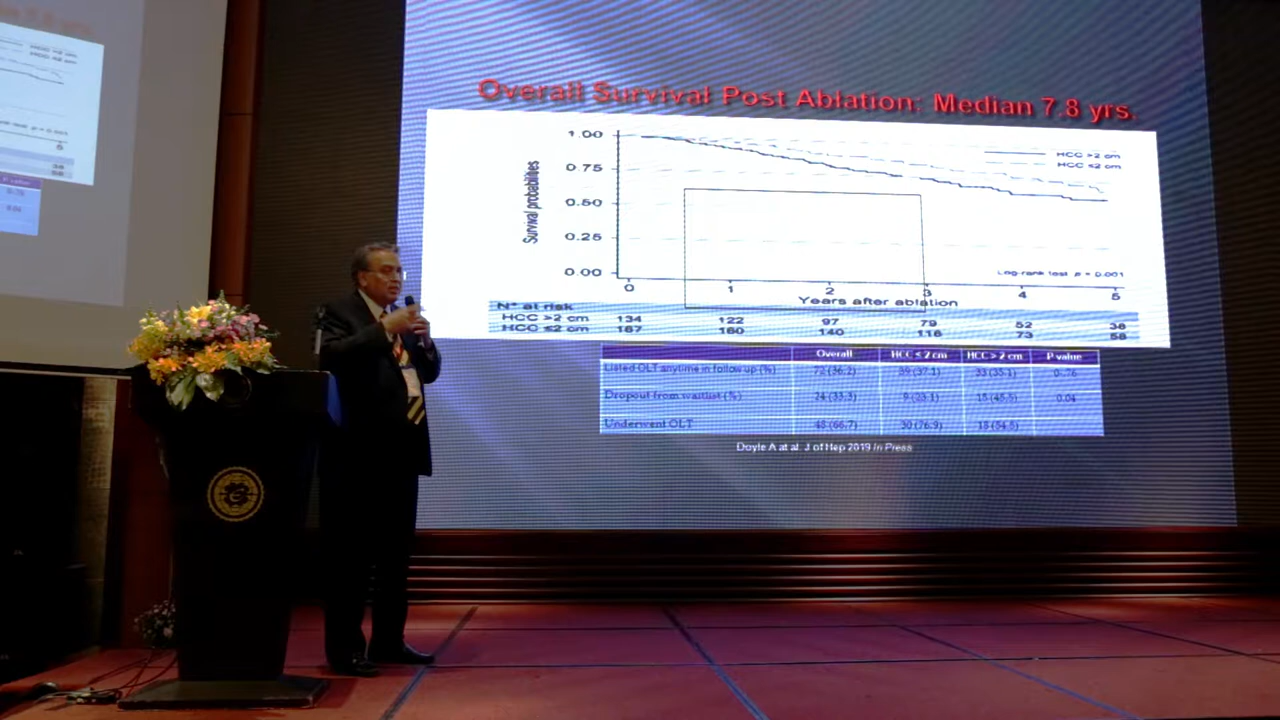 Overall Survival Post Ablation: Median 7.8 yrs.
1.00
0.75
0.50
0.25
0.00
Survival probabilities
HCC >2 cm
HCC ≤2 cm
Log-rank test p = 0.001
0 1 2 3 4 5
Years after ablation
N° at risk
HCC >2 cm 134 122 97 79 52 38
HCC ≤2 cm 167 160 140 116 73 58
Overall HCC ≤ 2 cm HCC > 2 cm P value
Listed OLT anytime in follow up (%) 72 (36.2) 39 (37.1) 33 (35.1) 0.76
Dropout from waitlist (%) 24 (33.3) 9 (23.1) 15 (45.5) 0.04
Underwent OLT 48 (66.7) 30 (76.9) 18 (54.5)
Doyle A at al. J of Hep 2019 In Press